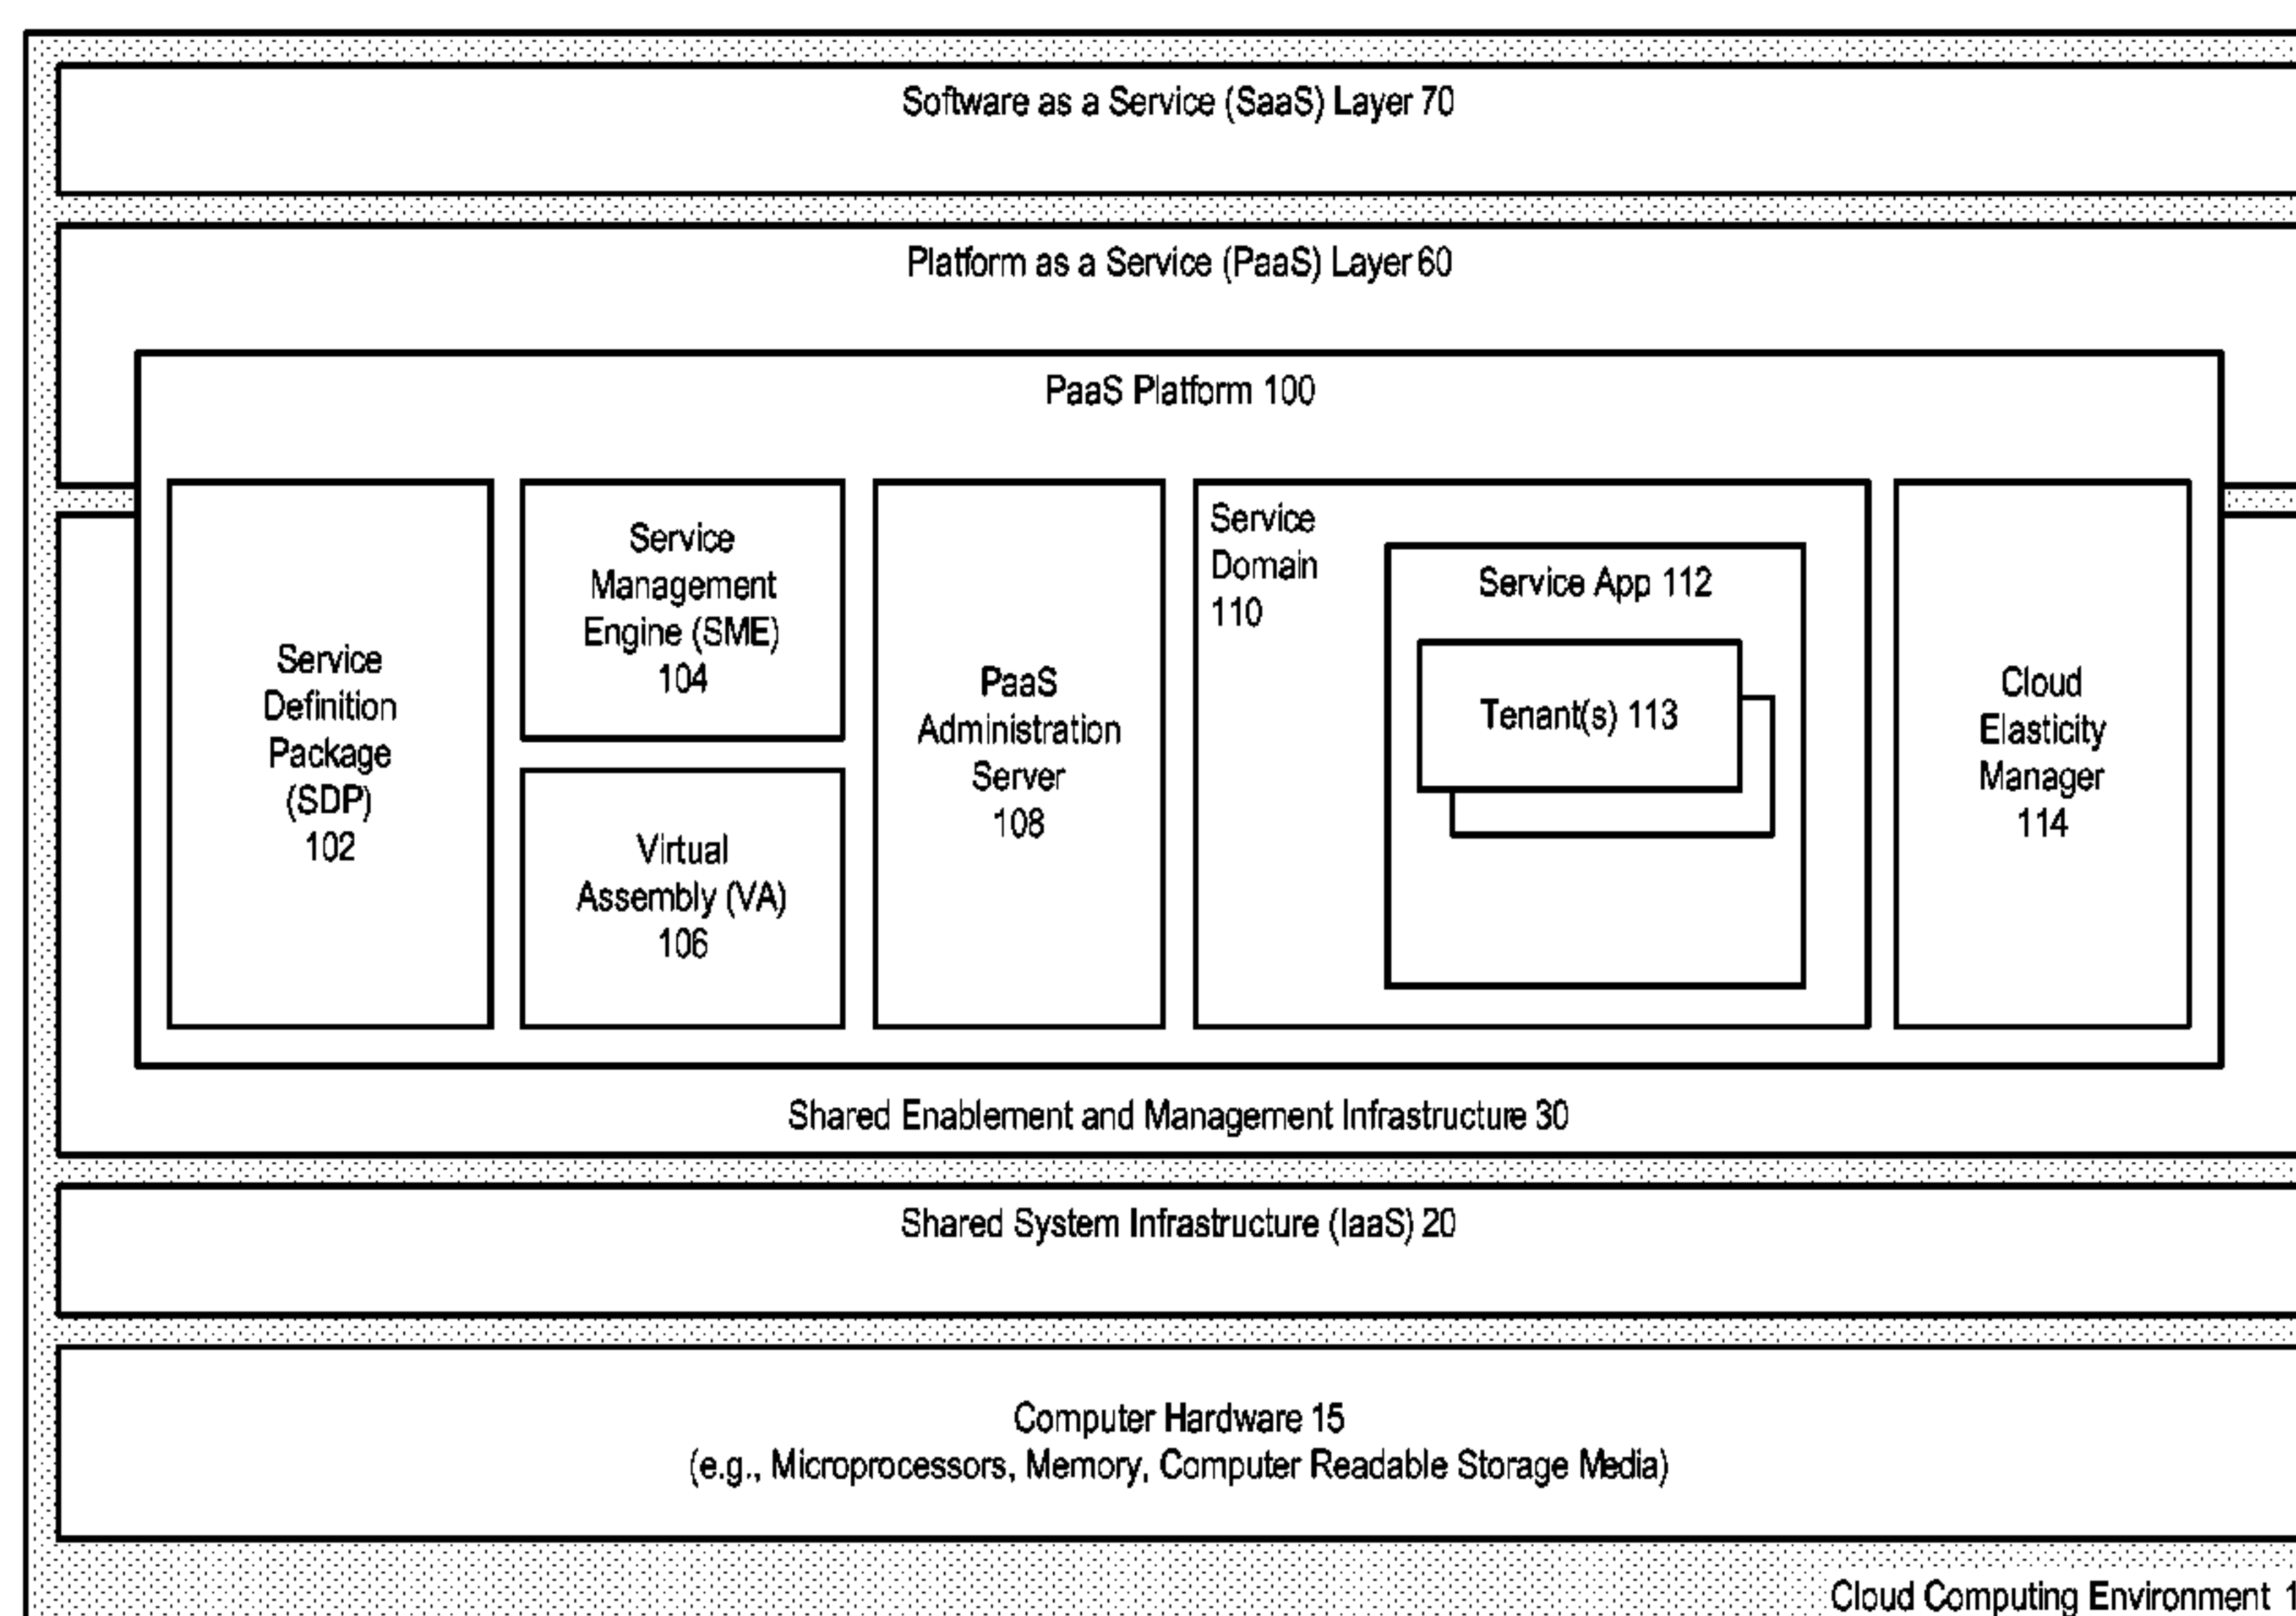 Software as a Service (SaaS) Layer 70
Platform as a Service (PaaS) Layer 60
PaaS Platform 100
Service
Definition
Package
(SDP)
102
Service
Management
Engine (SME)
104
Virtual
Assembly (VA)
106
PaaS
Administration
Server
108
Service
Domain
110
Service App 112
Tenant(s) 113
Cloud
Elasticity
Manager
114
Shared Enablement and Management Infrastructure 30
Shared System Infrastructure (IaaS) 20
Computer Hardware 15
(e.g., Microprocessors, Memory, Computer Readable Storage Media)
Cloud Computing Environment